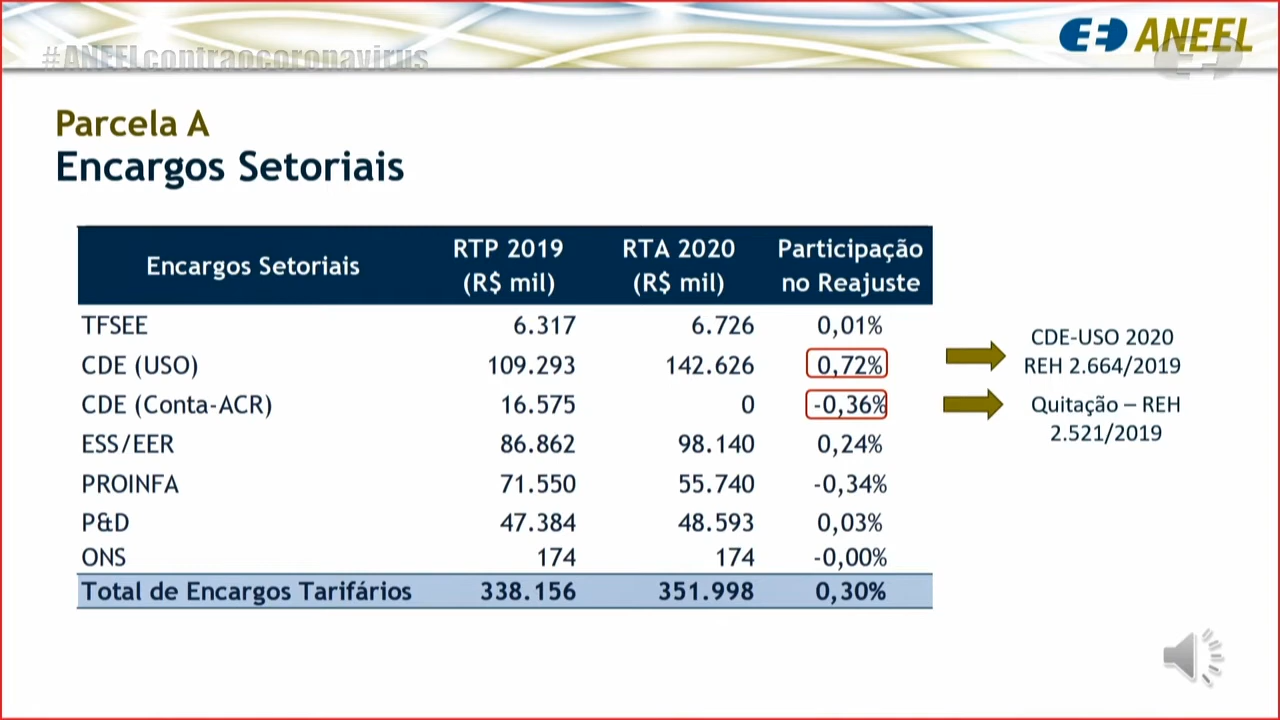 #ANEELcontraocoronavirus
ANEEL
Parcela A
Encargos Setoriais
Encargos Setoriais RTP 2019 (R$ mil) RTA 2020 (R$ mil) Participação no Reajuste
TFSEE 6.317 6.726 0,01%
CDE (USO) 109.293 142.626 0,72%
CDE (Conta-ACR) 16.575 0 -0,36%
ESS/EER 86.862 98.140 0,24%
PROINFA 71.550 55.740 -0,34%
P&D 47.384 48.593 0,03%
ONS 174 174 -0,00%
Total de Encargos Tarifários 338.156 351.998 0,30%
CDE-USO 2020
REH 2.664/2019
Quitação – REH
2.521/2019